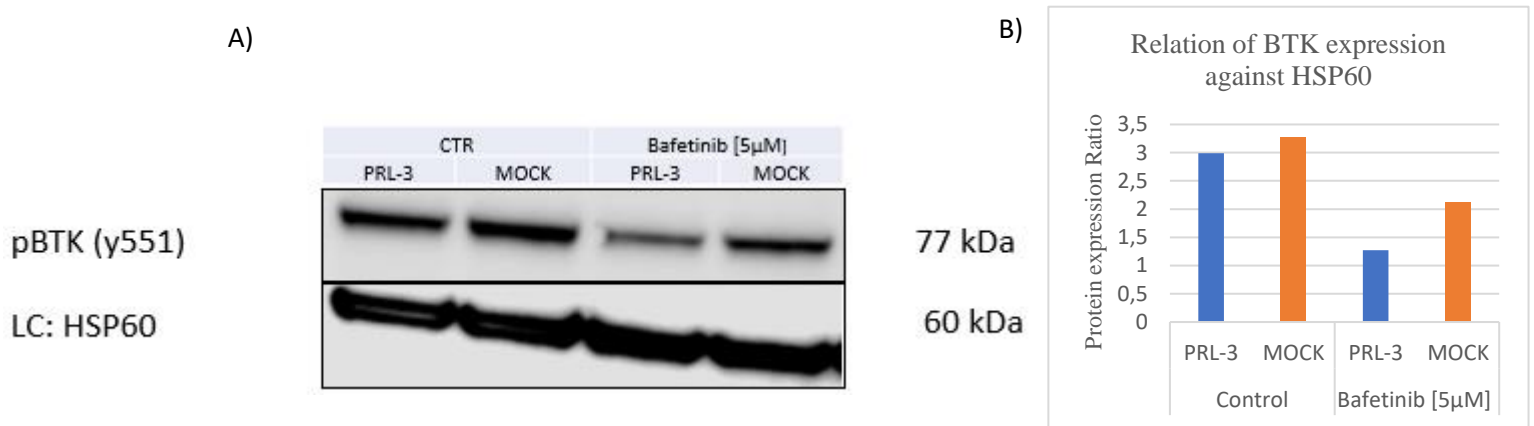 A)
CTR Bafetinib [5µM]
PRL-3 MOCK PRL-3 MOCK
pBTK (y551) 77 kDa
LC: HSP60 60 kDa
B)
Relation of BTK expression
against HSP60
Protein expression Ratio
3,5
3
2,5
2
1,5
1
0,5
0
PRL-3 MOCK PRL-3 MOCK
Control Bafetinib [5µM]